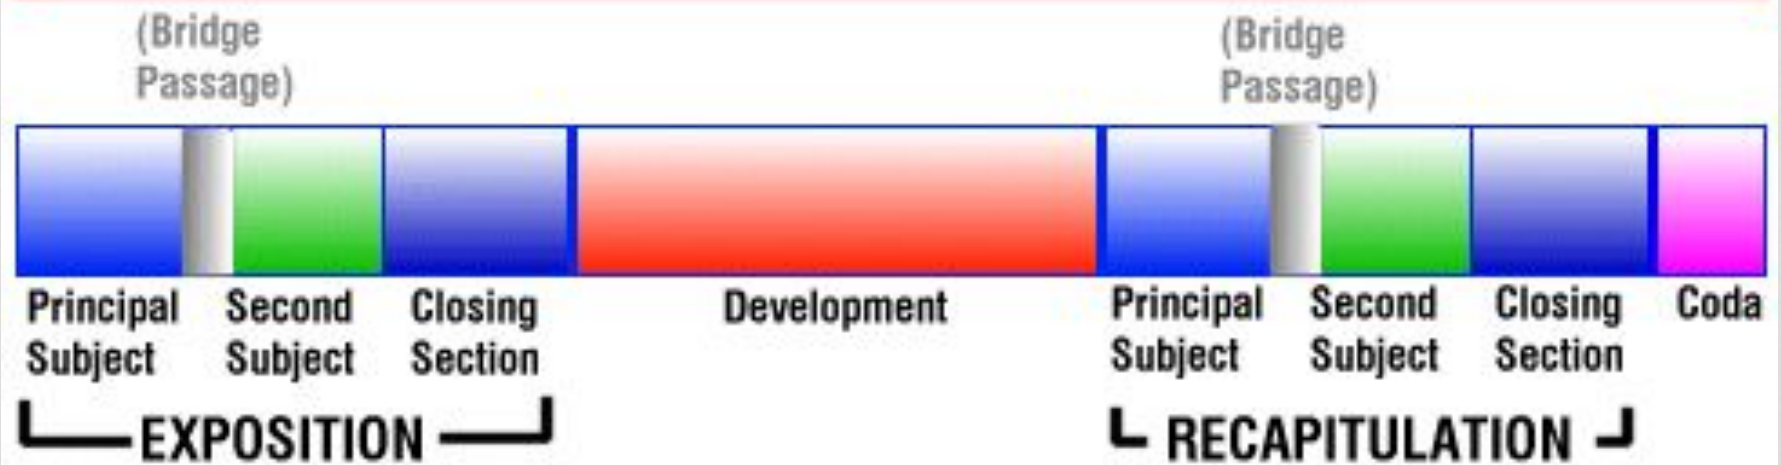 (Bridge
Passage)
(Bridge
Passage)
Principal
Subject
Second
Subject
Closing
Section
Development
Principal
Subject
Second
Subject
Closing
Section
Coda
EXPOSITION
RECAPITULATION